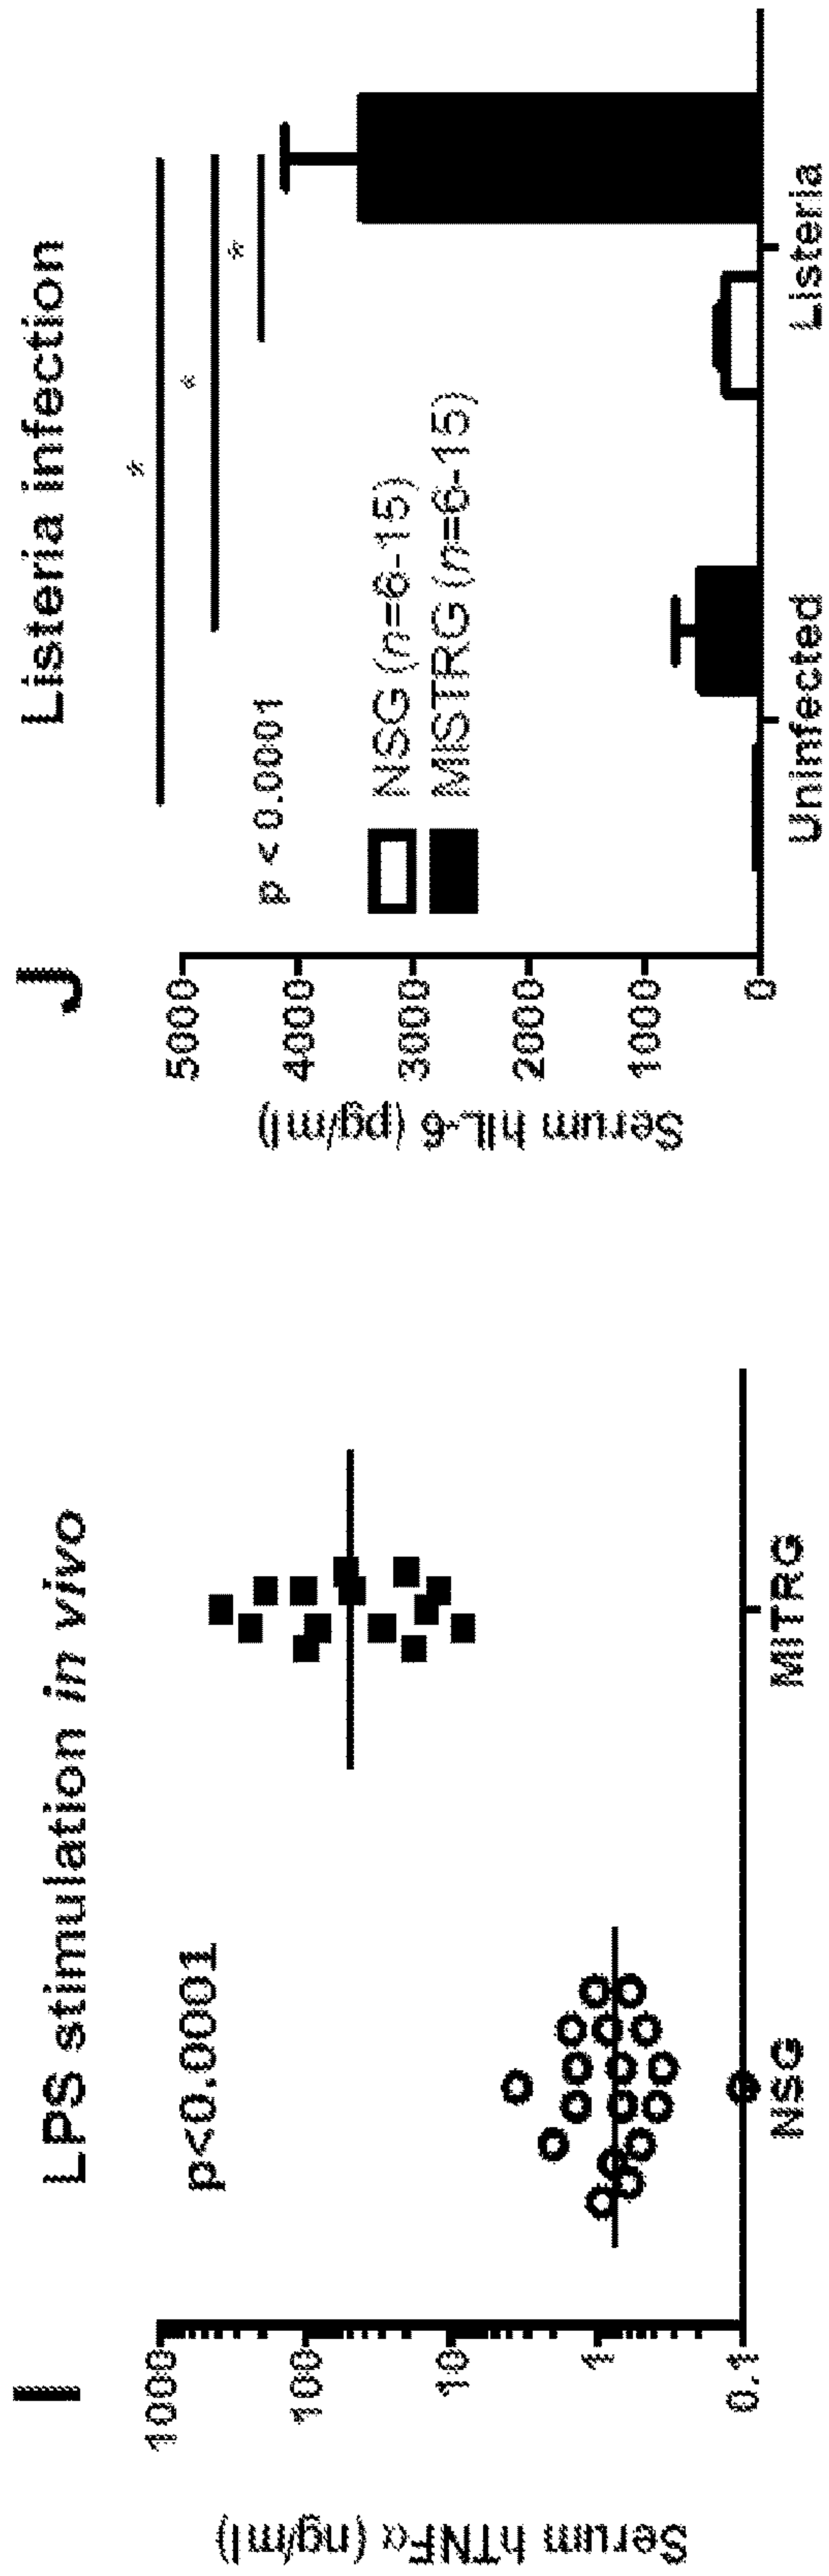 I
LPS stimulation in vivo
Serum hTNFα (ng/ml)
1000
100
10
1
0.1
p<0.0001
NSG
MITRG
J
Listeria infection
Serum hIL-6 (pg/ml)
5000
4000
3000
2000
1000
0
*
*
*
p < 0.0001
NSG (n=6-15)
MISTRG (n=6-15)
Uninfected
Listeria